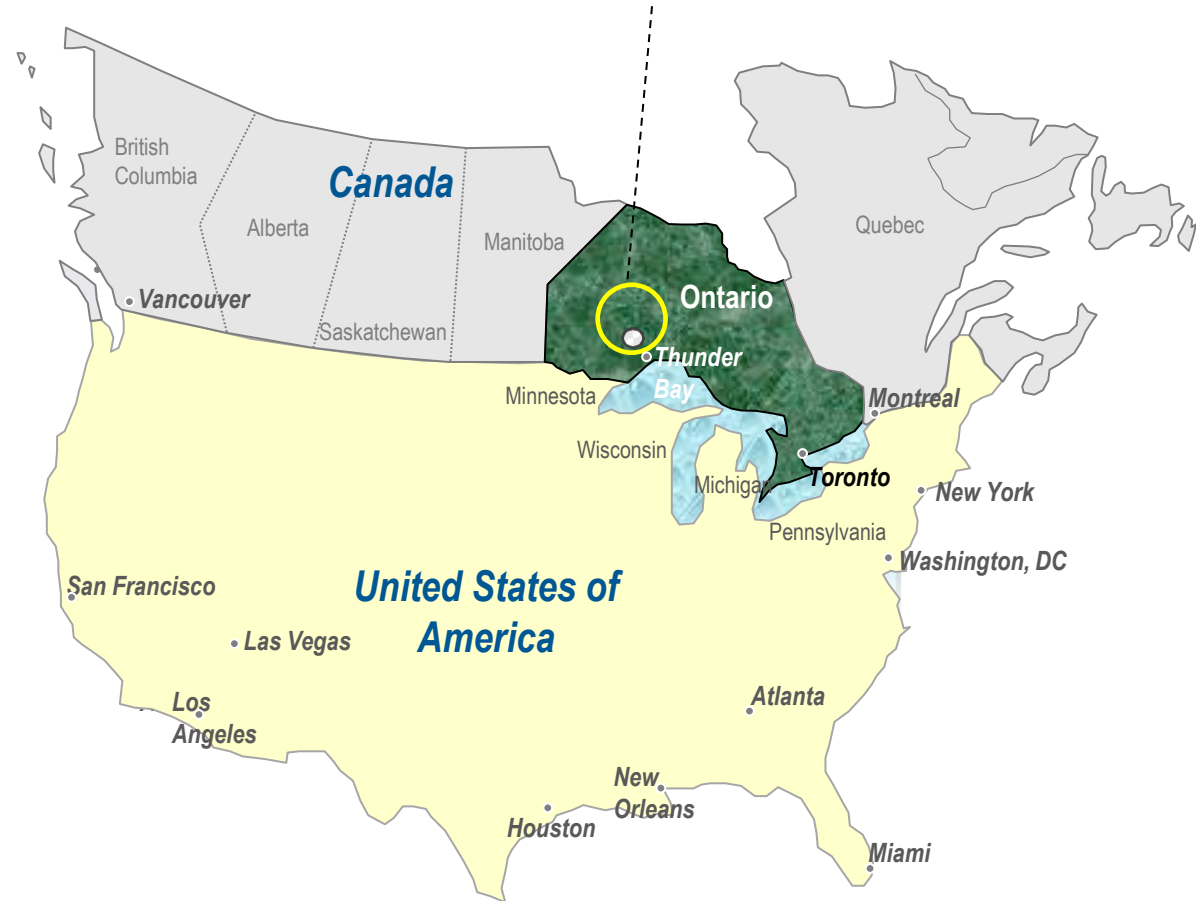 British
Columbia
Canada
Alberta
Manitoba
Quebec
Ontario
Vancouver
Saskatchewan
Thunder
Bay
Minnesota
Montreal
Wisconsin
Michigan
Toronto
New York
Pennsylvania
Washington, DC
San Francisco
United States of
America
Las Vegas
Los
Angeles
Atlanta
New
Orleans
Houston
Miami